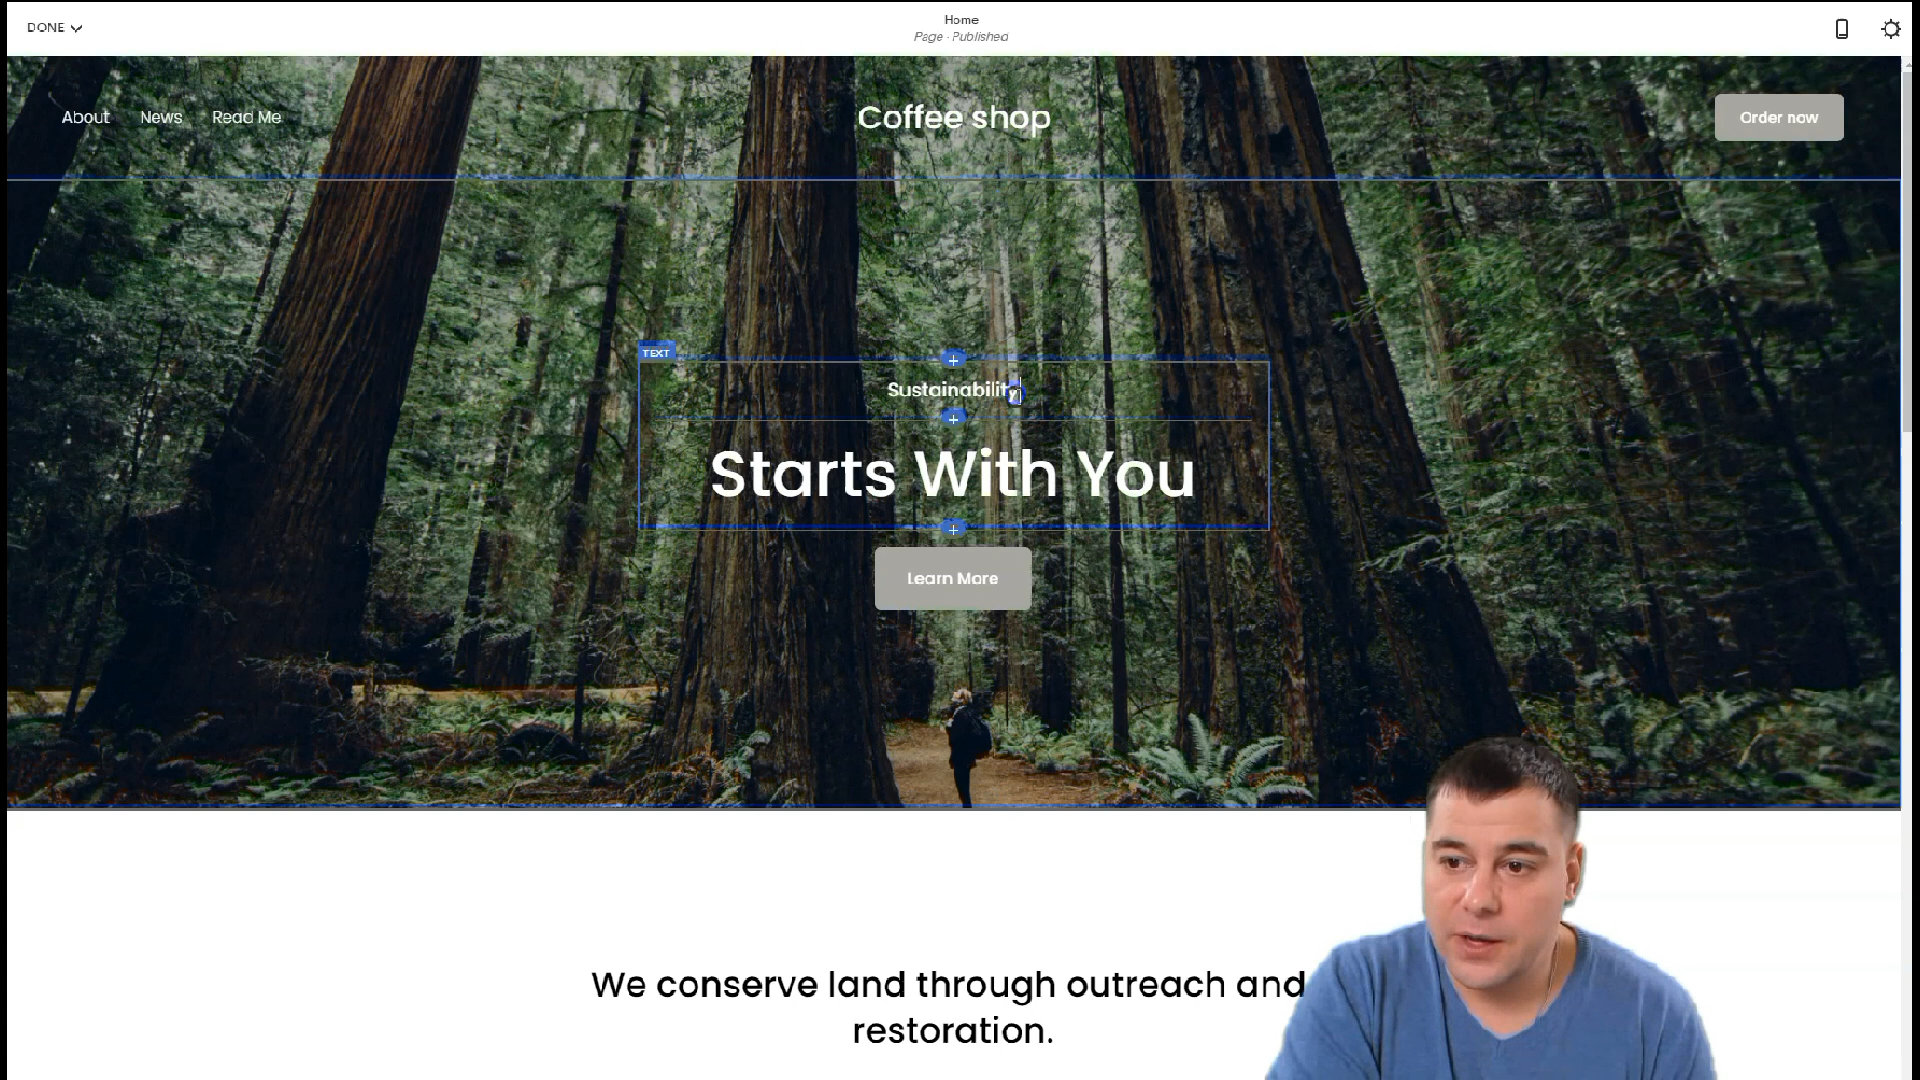 DONE
Home
Page · Published
About News Read Me
Coffee shop
Order now
TEXT
Sustainability
Starts With You
Learn More
We conserve land through outreach and
restoration.